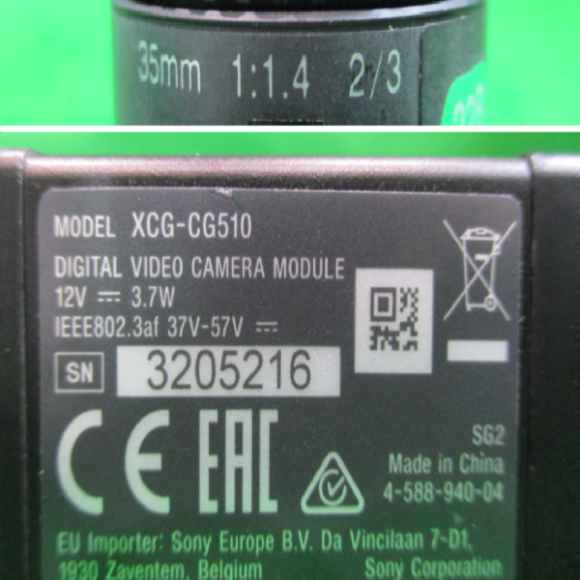 35mm 1:1.4 2/3
MODEL XCG-CG510
DIGITAL VIDEO CAMERA MODULE
12V ⎓ 3.7W
IEEE802.3af 37V-57V ⎓
SN 3205216
CE EAC
SG2
Made in China
4-588-940-04
EU Importer: Sony Europe B.V. Da Vincilaan 7-D1,
1930 Zaventem, Belgium Sony Corporation